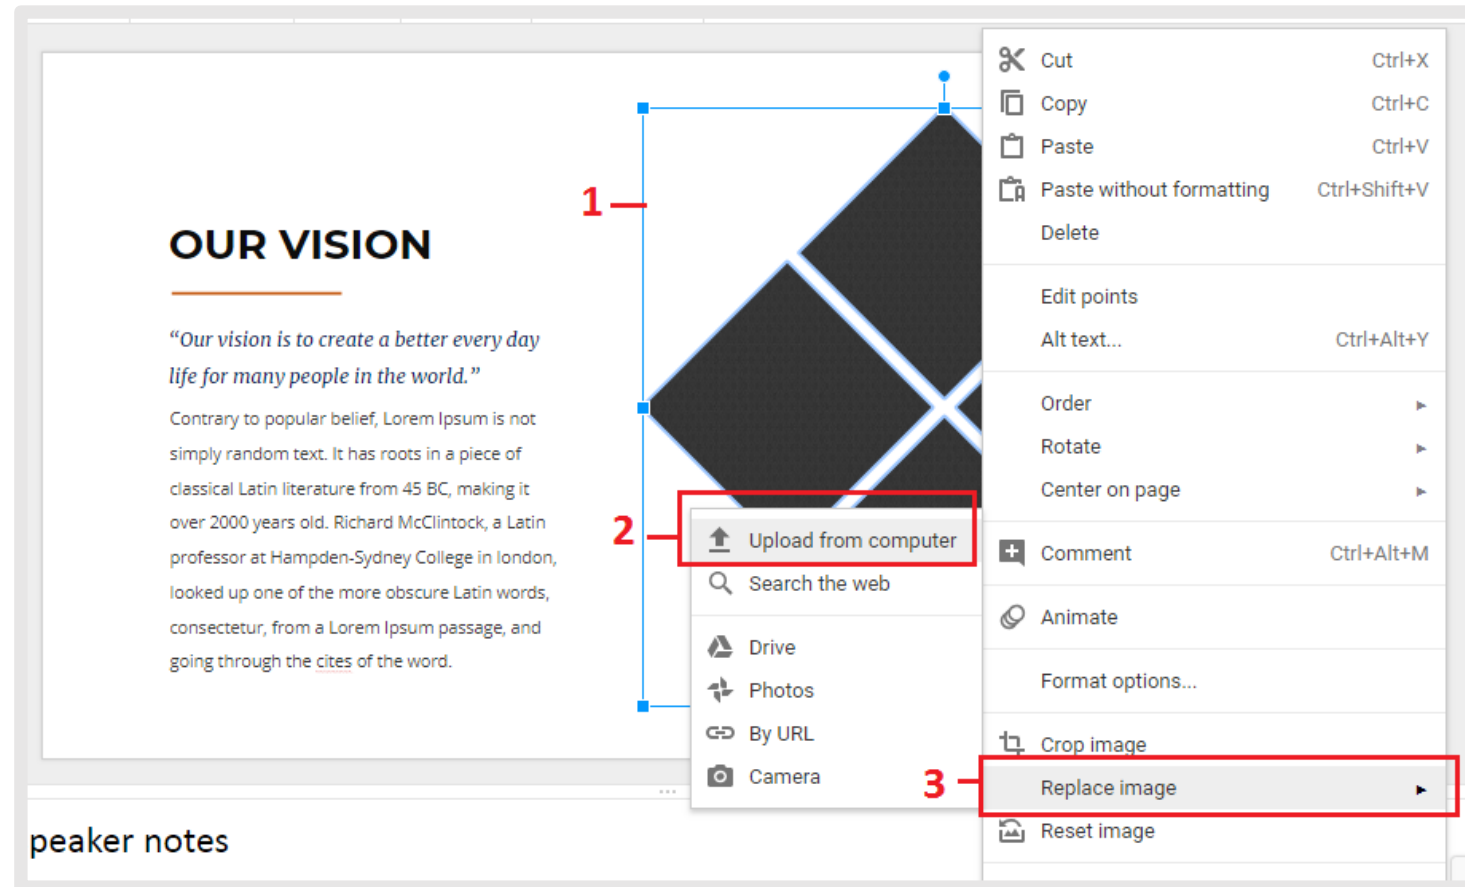 OUR VISION
“Our vision is to create a better every day
life for many people in the world.”
Contrary to popular belief, Lorem Ipsum is not
simply random text. It has roots in a piece of
classical Latin literature from 45 BC, making it
over 2000 years old. Richard McClintock, a Latin
professor at Hampden-Sydney College in london,
looked up one of the more obscure Latin words,
consectetur, from a Lorem Ipsum passage, and
going through the cites of the word.
1
2
Upload from computer
Search the web
Drive
Photos
By URL
Camera
Cut Ctrl+X
Copy Ctrl+C
Paste Ctrl+V
Paste without formatting Ctrl+Shift+V
Delete
Edit points
Alt text... Ctrl+Alt+Y
Order
Rotate
Center on page
Comment Ctrl+Alt+M
Animate
Format options...
Crop image
3
Replace image
Reset image
peaker notes